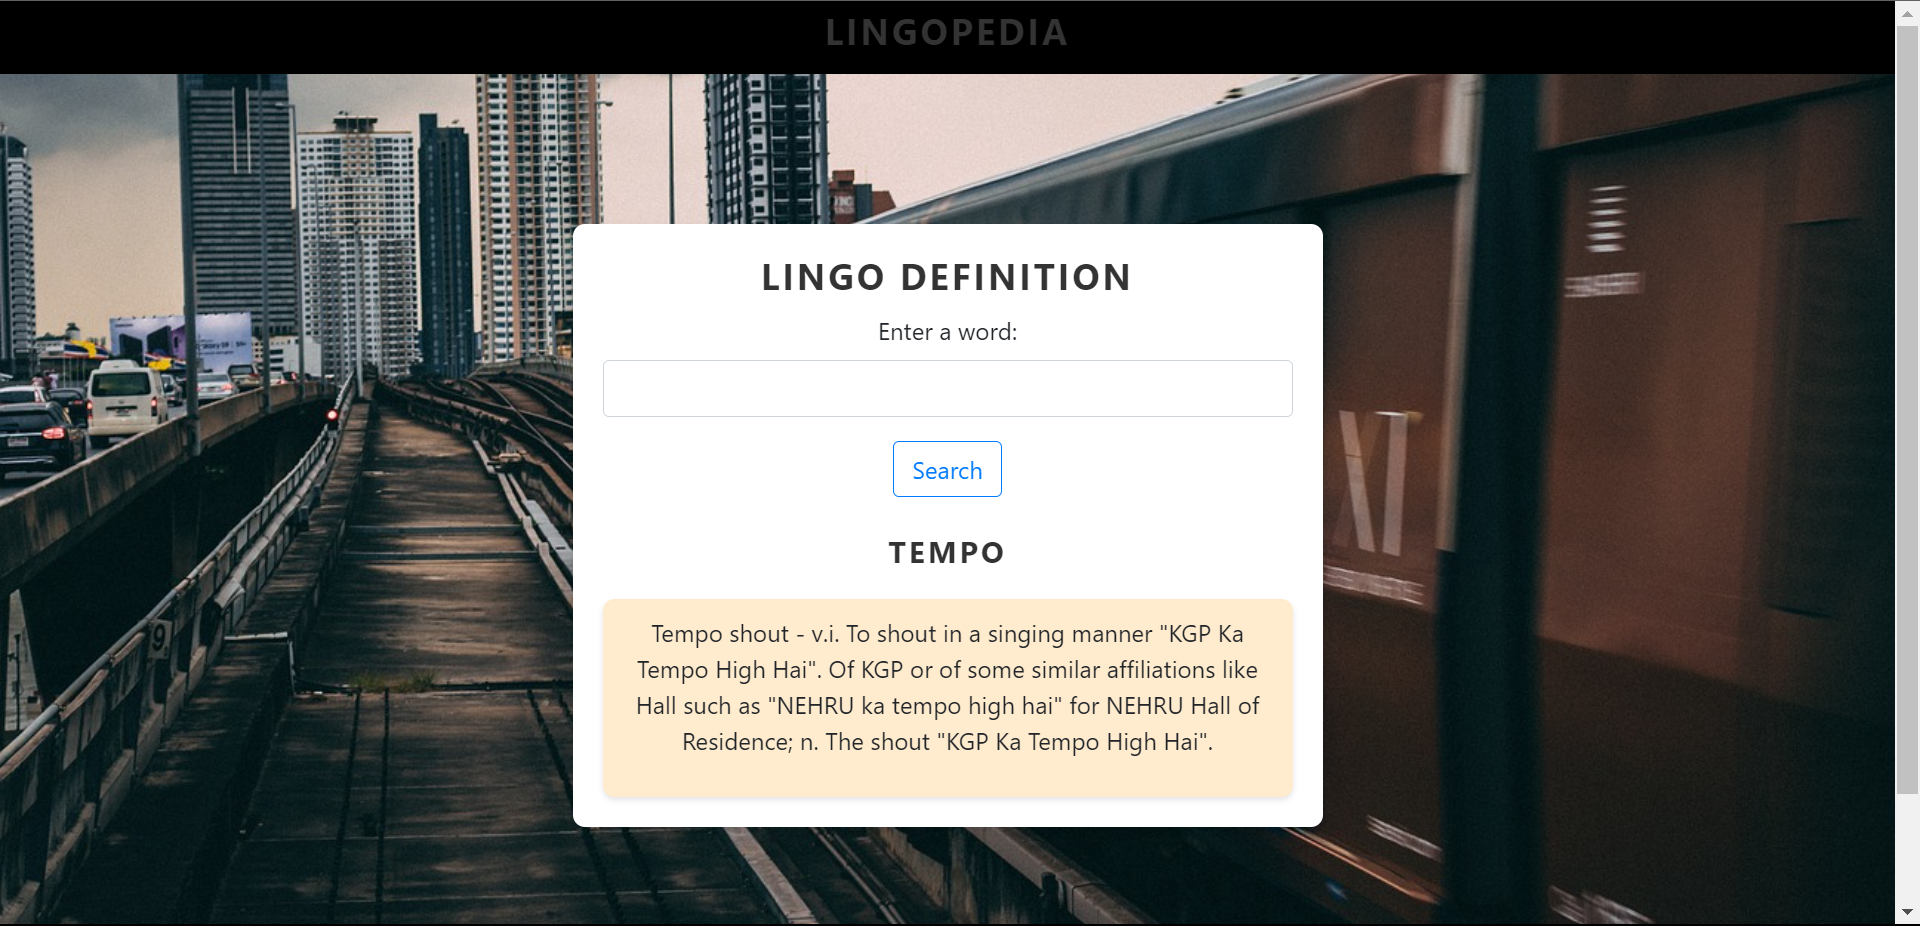 LINGOPEDIA
LINGO DEFINITION
Enter a word:
Search
TEMPO
Tempo shout - v.i. To shout in a singing manner "KGP Ka
Tempo High Hai". Of KGP or of some similar affiliations like
Hall such as "NEHRU ka tempo high hai" for NEHRU Hall of
Residence; n. The shout "KGP Ka Tempo High Hai".
XI
9